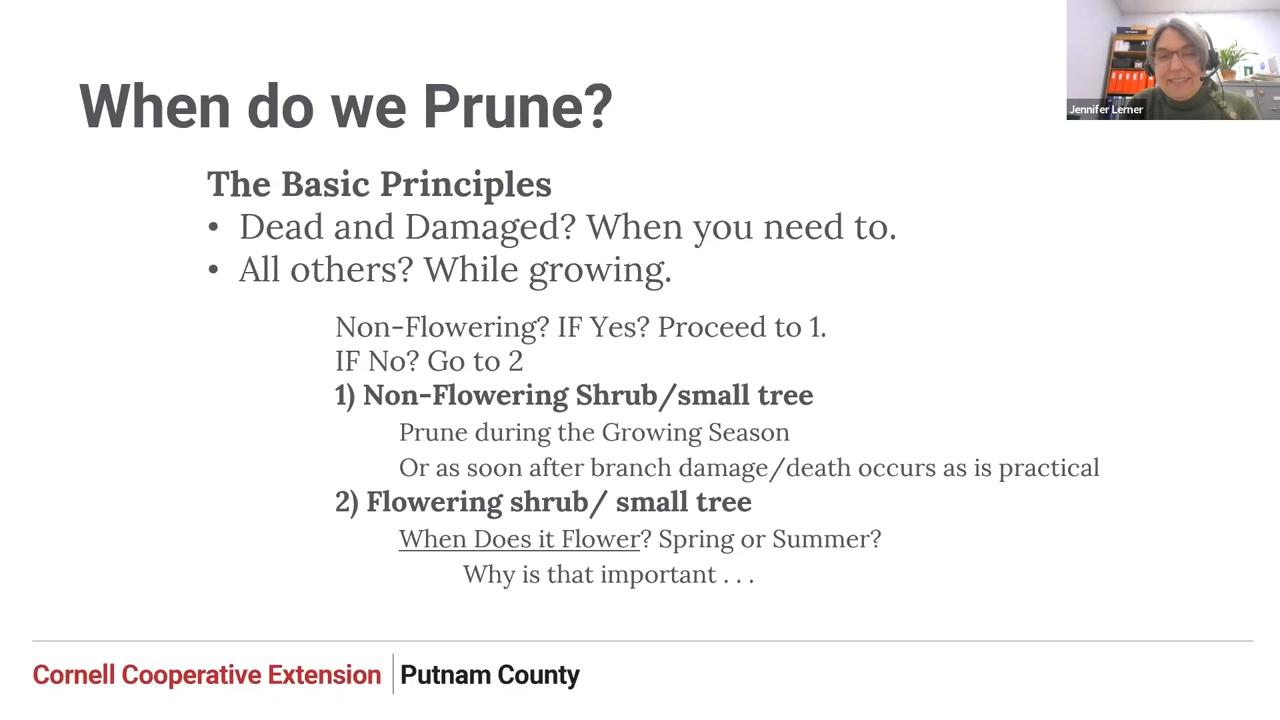 Jennifer Lerner
When do we Prune?
The Basic Principles
• Dead and Damaged? When you need to.
• All others? While growing.
Non-Flowering? IF Yes? Proceed to 1.
IF No? Go to 2
1) Non-Flowering Shrub/small tree
Prune during the Growing Season
Or as soon after branch damage/death occurs as is practical
2) Flowering shrub/ small tree
When Does it Flower? Spring or Summer?
Why is that important . . .
Cornell Cooperative Extension | Putnam County